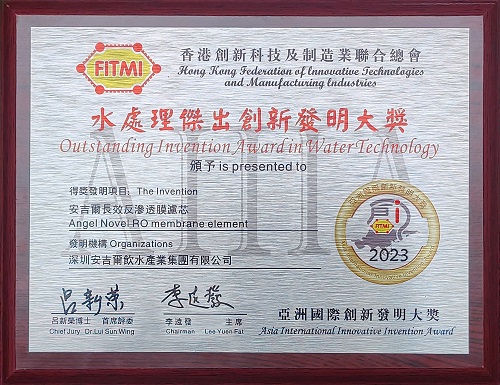 FITMI
香港創新科技及制造業聯合總會
Hong Kong Federation of Innovative Technologies
and Manufacturing Industries
水處理傑出創新發明大獎
Outstanding Invention Award in Water Technology
頒予 is presented to
AIIIA
得獎發明項目: The Invention
安吉爾長效反滲透膜濾芯
Angel Novel RO membrane element
發明機構 Organizations
深圳安吉爾飲水產業集團有限公司
i
FITMI
2023
呂新榮
呂新榮博士 首席評委
Chief Jury Dr.Lui Sun Wing
李遠發
李遠發 主席
Chairman Lee Yuen Fat
亞洲國際創新發明大獎
Asia International Innovative Invention Award